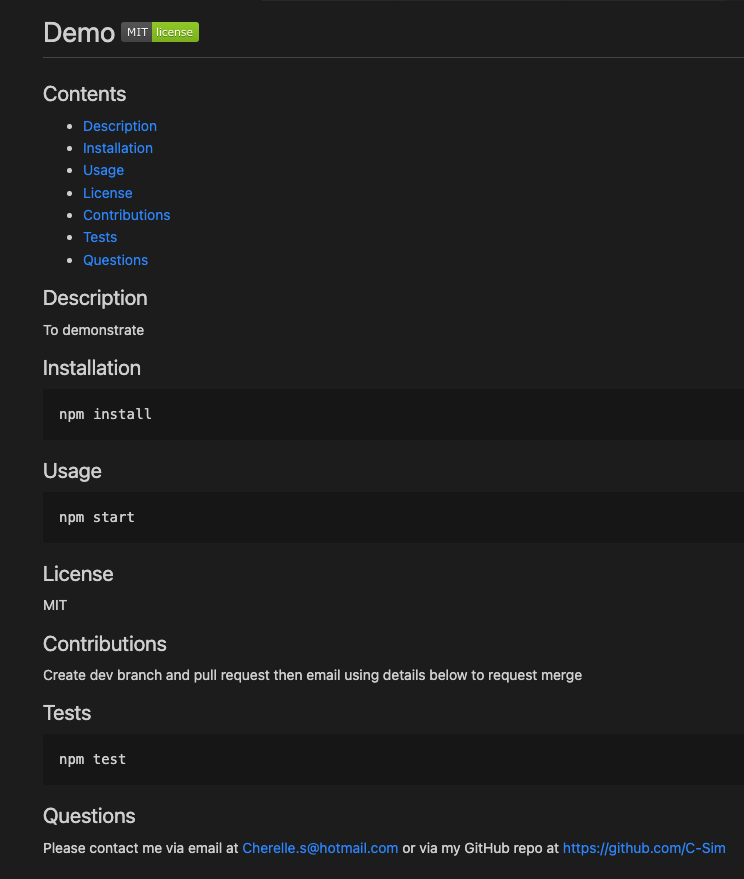 Demo MIT license
Contents
Description
Installation
Usage
License
Contributions
Tests
Questions
Description
To demonstrate
Installation
npm install
Usage
npm start
License
MIT
Contributions
Create dev branch and pull request then email using details below to request merge
Tests
npm test
Questions
Please contact me via email at Cherelle.s@hotmail.com or via my GitHub repo at https://github.com/C-Sim